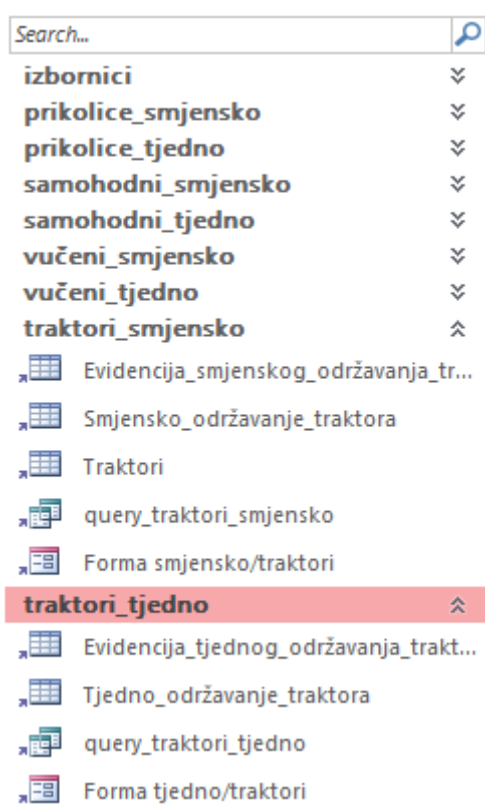 Search...
izbornici
prikolice_smjensko
prikolice_tjedno
samohodni_smjensko
samohodni_tjedno
vučeni_smjensko
vučeni_tjedno
traktori_smjensko
Evidencija_smjenskog_održavanja_tr...
Smjensko_održavanje_traktora
Traktori
query_traktori_smjensko
Forma smjensko/traktori
traktori_tjedno
Evidencija_tjednog_održavanja_trakt...
Tjedno_održavanje_traktora
query_traktori_tjedno
Forma tjedno/traktori